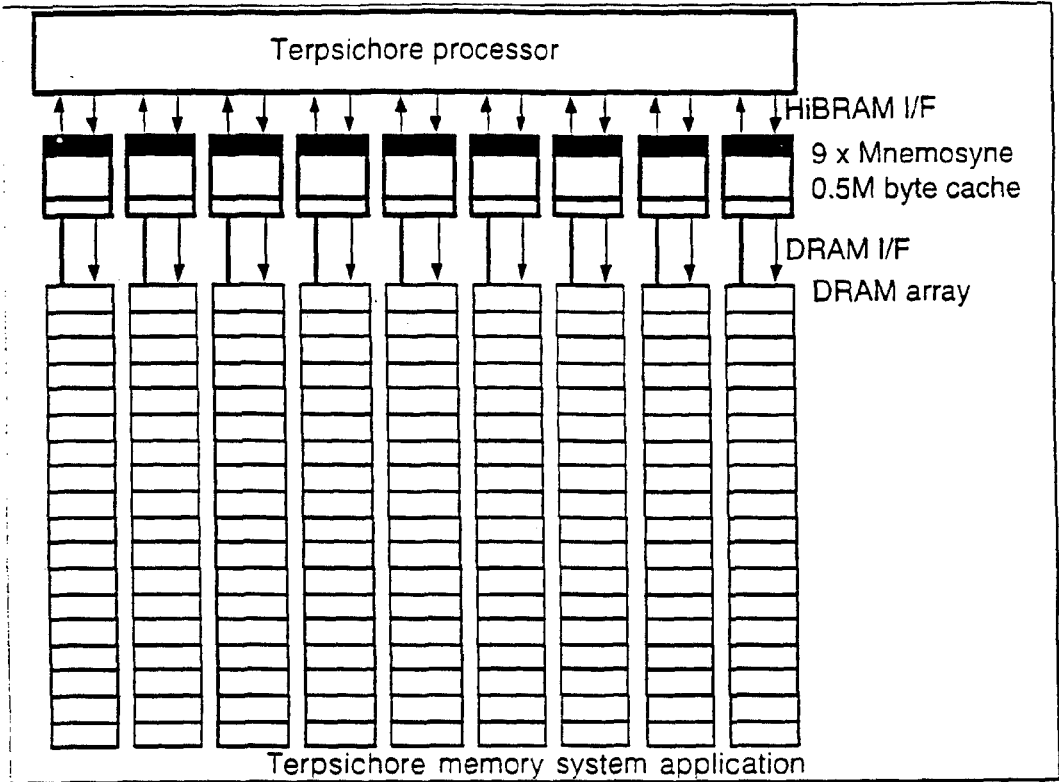 Terpsichore processor
HiBRAM I/F
9 x Mnemosyne
0.5M byte cache
DRAM I/F
DRAM array
Terpsichore memory system application